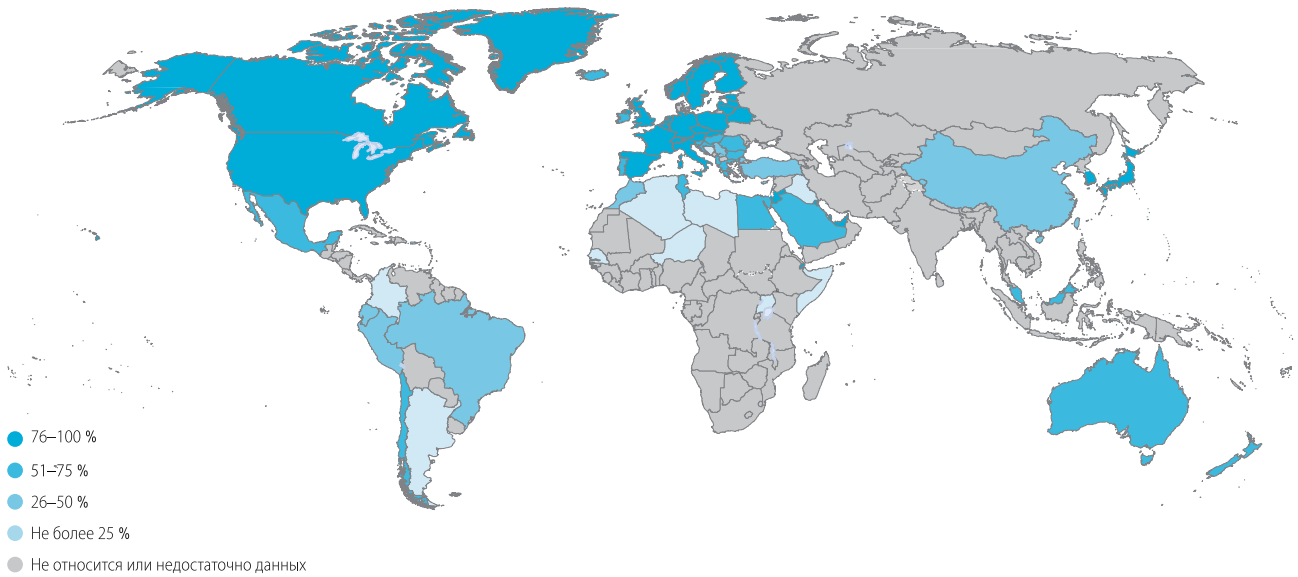 76–100 %
51–75 %
26–50 %
Не более 25 %
Не относится или недостаточно данных